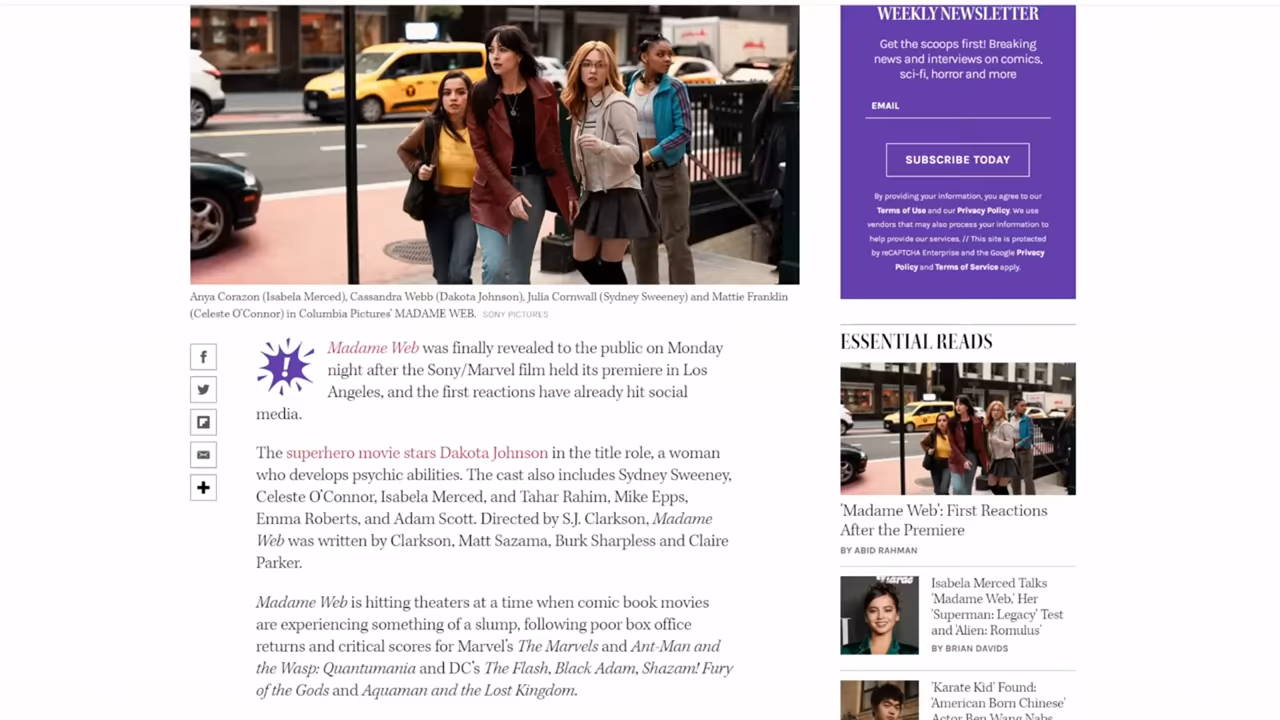 Anya Corazon (Isabela Merced), Cassandra Webb (Dakota Johnson), Julia Cornwall (Sydney Sweeney) and Mattie Franklin
(Celeste O'Connor) in Columbia Pictures' MADAME WEB. SONY PICTURES
!
Madame Web was finally revealed to the public on Monday
night after the Sony/Marvel film held its premiere in Los
Angeles, and the first reactions have already hit social
media.
The superhero movie stars Dakota Johnson in the title role, a woman
who develops psychic abilities. The cast also includes Sydney Sweeney,
Celeste O'Connor, Isabela Merced, and Tahar Rahim, Mike Epps,
Emma Roberts, and Adam Scott. Directed by S.J. Clarkson, Madame
Web was written by Clarkson, Matt Sazama, Burk Sharpless and Claire
Parker.
Madame Web is hitting theaters at a time when comic book movies
are experiencing something of a slump, following poor box office
returns and critical scores for Marvel's The Marvels and Ant-Man and
the Wasp: Quantumania and DC's The Flash, Black Adam, Shazam! Fury
of the Gods and Aquaman and the Lost Kingdom.
WEEKLY NEWSLETTER
Get the scoops first! Breaking
news and interviews on comics,
sci-fi, horror and more
EMAIL
SUBSCRIBE TODAY
By providing your information, you agree to our
Terms of Use and our Privacy Policy. We use
vendors that may also process your information to
help provide our services. // This site is protected
by reCAPTCHA Enterprise and the Google Privacy
Policy and Terms of Service apply.
ESSENTIAL READS
'Madame Web': First Reactions
After the Premiere
BY ABID RAHMAN
Isabela Merced Talks
'Madame Web,' Her
'Superman: Legacy' Test
and 'Alien: Romulus'
BY BRIAN DAVIDS
'Karate Kid' Found:
'American Born Chinese'
Actor Ben Wang Nabs